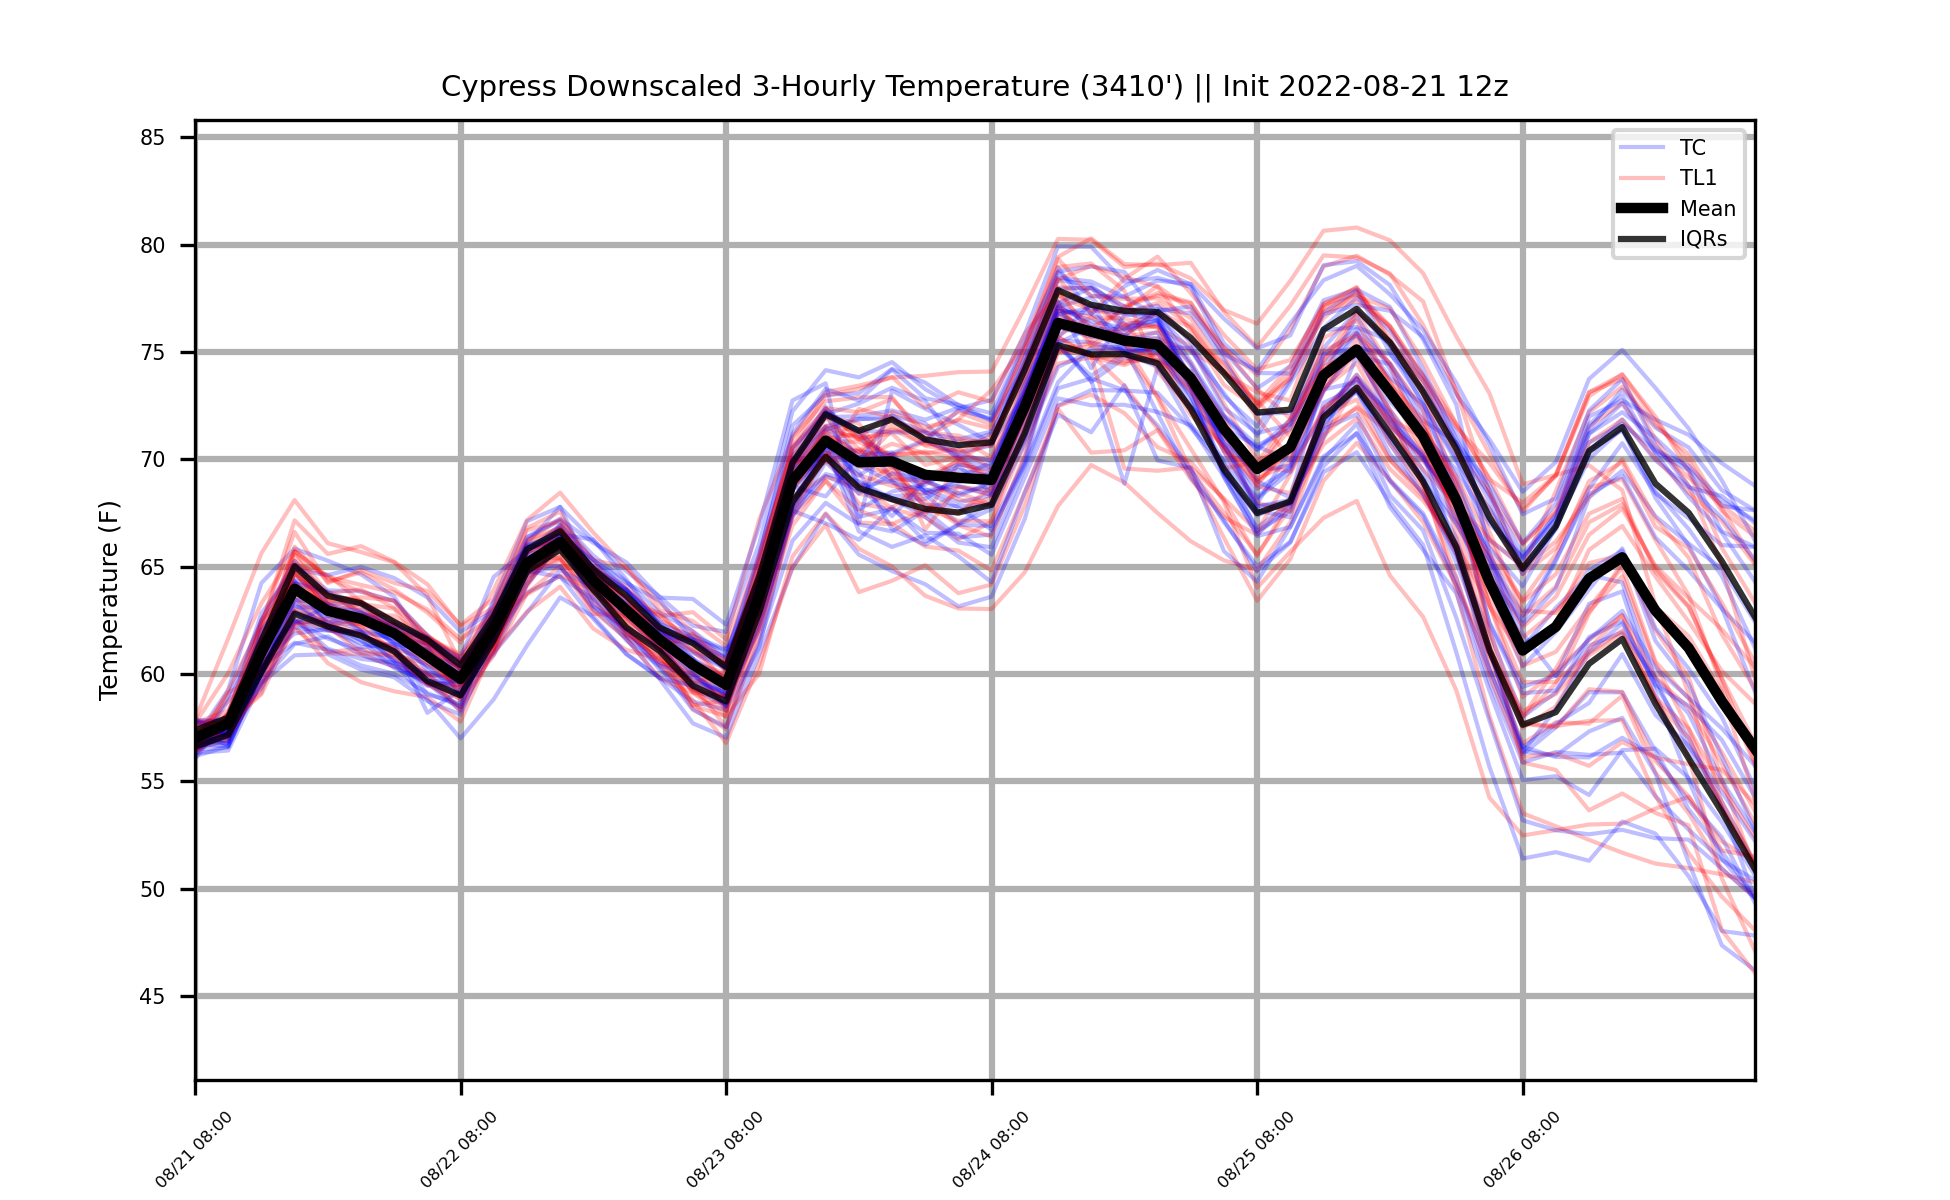 Cypress Downscaled 3-Hourly Temperature (3410') || Init 2022-08-21 12z
TC
TL1
Mean
IQRs
Temperature (F)
85
80
75
70
65
60
55
50
45
08/21 08:00
08/22 08:00
08/23 08:00
08/24 08:00
08/25 08:00
08/26 08:00